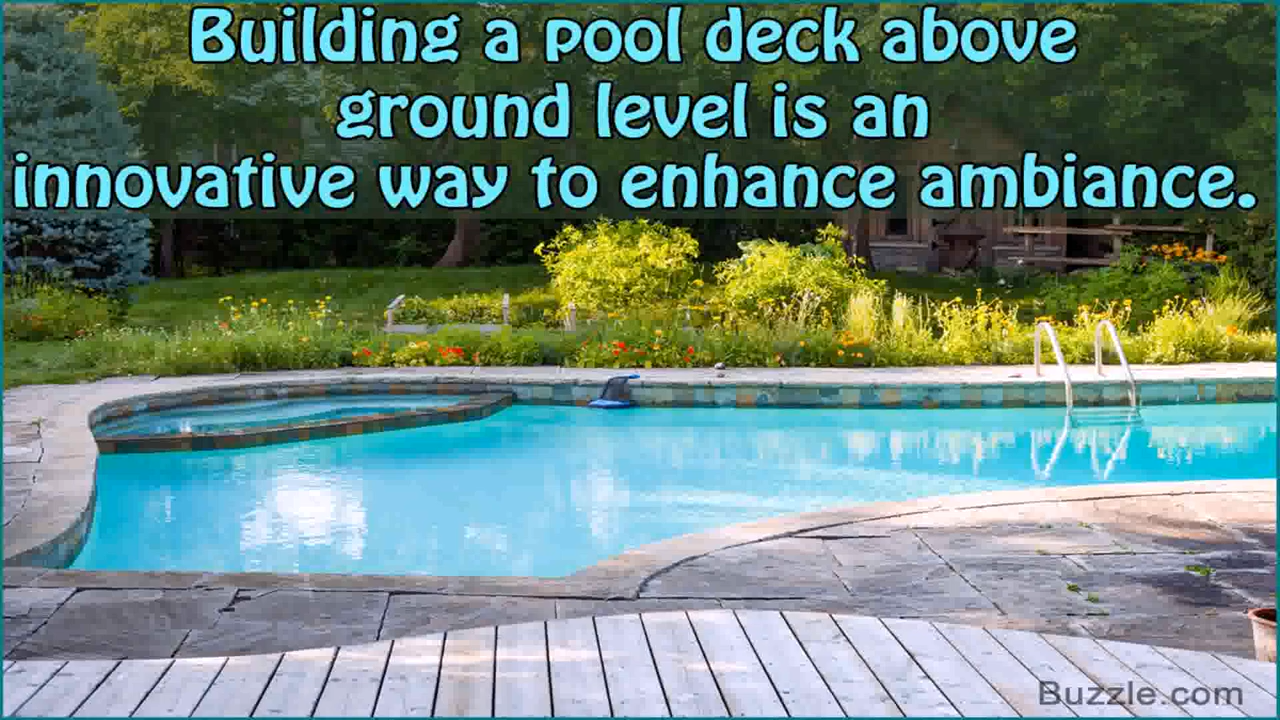 Building a pool deck above
ground level is an
innovative way to enhance ambiance.
Buzzle.com